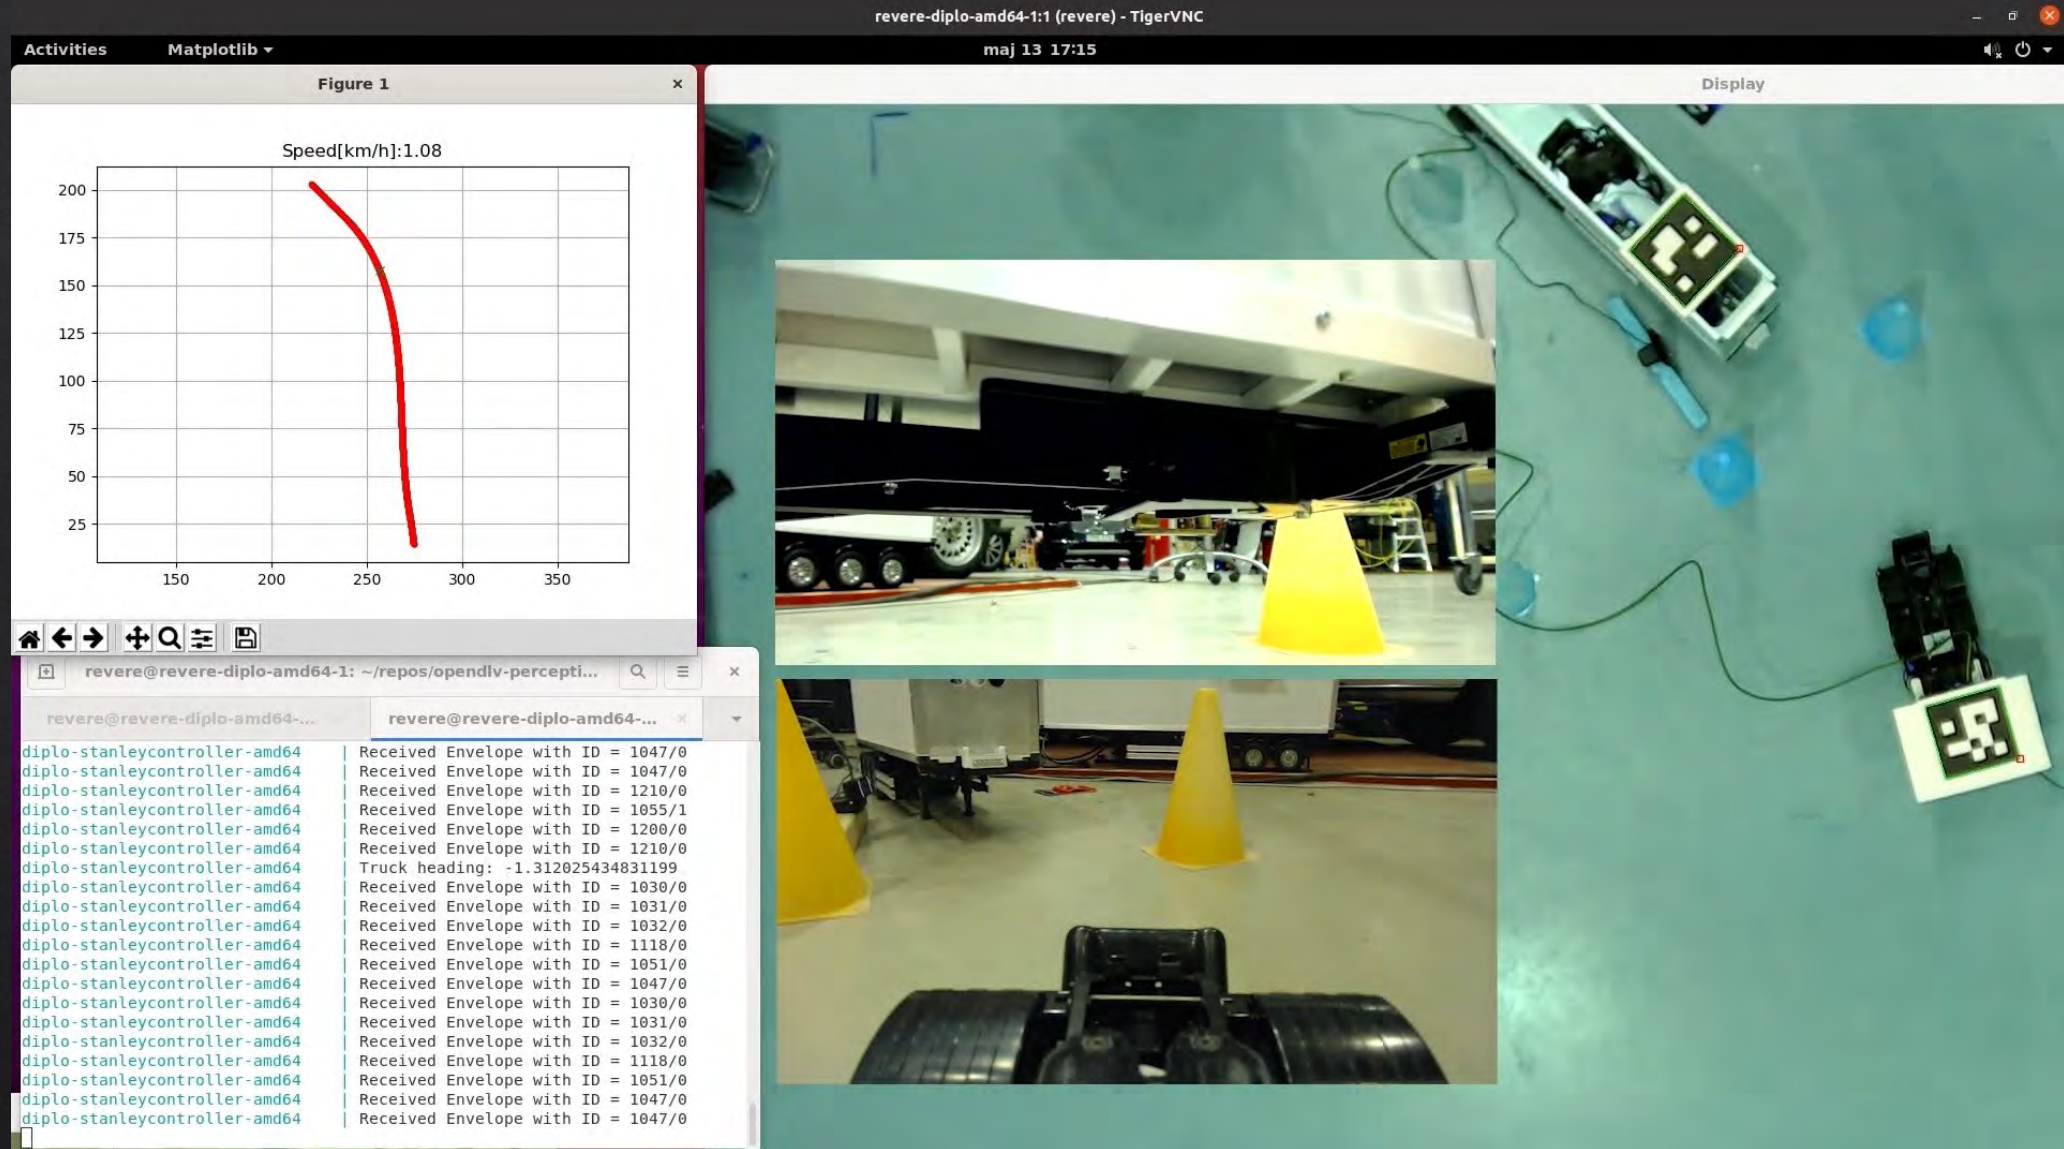 revere-diplo-amd64-1:1 (revere) - TigerVNC
Activities Matplotlib maj 13 17:15
Figure 1
Display
Speed[km/h]:1.08
200
175
150
125
100
75
50
25
150 200 250 300 350
revere@revere-diplo-amd64-1: ~/repos/opendlv-percepti...
revere@revere-diplo-amd64-... revere@revere-diplo-amd64-...
diplo-stanleycontroller-amd64 | Received Envelope with ID = 1047/0
diplo-stanleycontroller-amd64 | Received Envelope with ID = 1047/0
diplo-stanleycontroller-amd64 | Received Envelope with ID = 1210/0
diplo-stanleycontroller-amd64 | Received Envelope with ID = 1055/1
diplo-stanleycontroller-amd64 | Received Envelope with ID = 1200/0
diplo-stanleycontroller-amd64 | Received Envelope with ID = 1210/0
diplo-stanleycontroller-amd64 | Truck heading: -1.312025434831199
diplo-stanleycontroller-amd64 | Received Envelope with ID = 1030/0
diplo-stanleycontroller-amd64 | Received Envelope with ID = 1031/0
diplo-stanleycontroller-amd64 | Received Envelope with ID = 1032/0
diplo-stanleycontroller-amd64 | Received Envelope with ID = 1118/0
diplo-stanleycontroller-amd64 | Received Envelope with ID = 1051/0
diplo-stanleycontroller-amd64 | Received Envelope with ID = 1047/0
diplo-stanleycontroller-amd64 | Received Envelope with ID = 1030/0
diplo-stanleycontroller-amd64 | Received Envelope with ID = 1031/0
diplo-stanleycontroller-amd64 | Received Envelope with ID = 1032/0
diplo-stanleycontroller-amd64 | Received Envelope with ID = 1118/0
diplo-stanleycontroller-amd64 | Received Envelope with ID = 1051/0
diplo-stanleycontroller-amd64 | Received Envelope with ID = 1047/0
diplo-stanleycontroller-amd64 | Received Envelope with ID = 1047/0